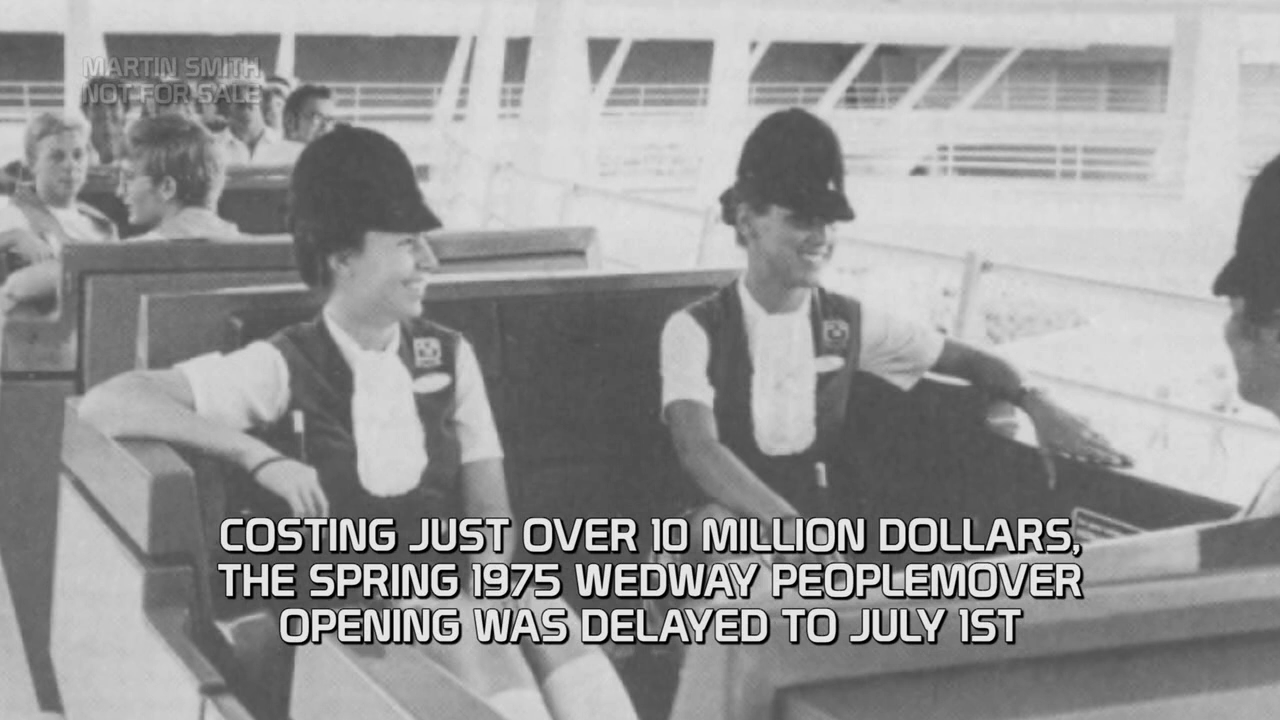 MARTIN SMITH
NOT FOR SALE
COSTING JUST OVER 10 MILLION DOLLARS,
THE SPRING 1975 WEDWAY PEOPLEMOVER
OPENING WAS DELAYED TO JULY 1ST